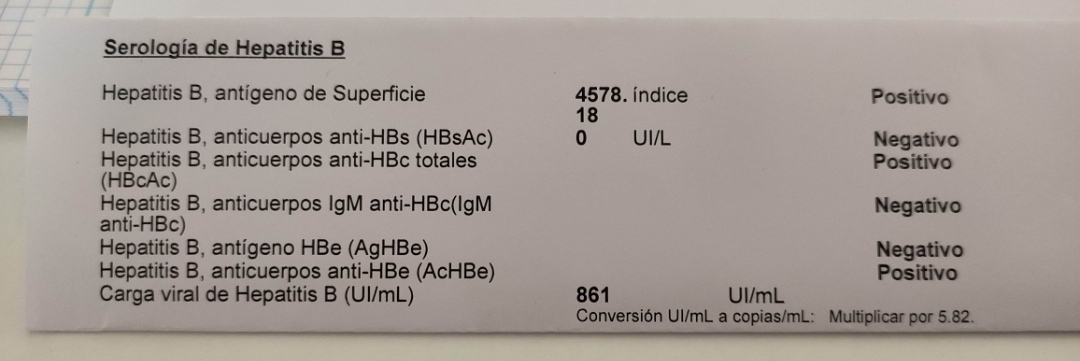 Serología de Hepatitis B
Hepatitis B, antígeno de Superficie 4578. índice Positivo
18
Hepatitis B, anticuerpos anti-HBs (HBsAc) 0 UI/L Negativo
Hepatitis B, anticuerpos anti-HBc totales Positivo
(HBcAc)
Hepatitis B, anticuerpos IgM anti-HBc(IgM Negativo
anti-HBc)
Hepatitis B, antígeno HBe (AgHBe) Negativo
Hepatitis B, anticuerpos anti-HBe (AcHBe) Positivo
Carga viral de Hepatitis B (UI/mL) 861 UI/mL
Conversión UI/mL a copias/mL: Multiplicar por 5.82.